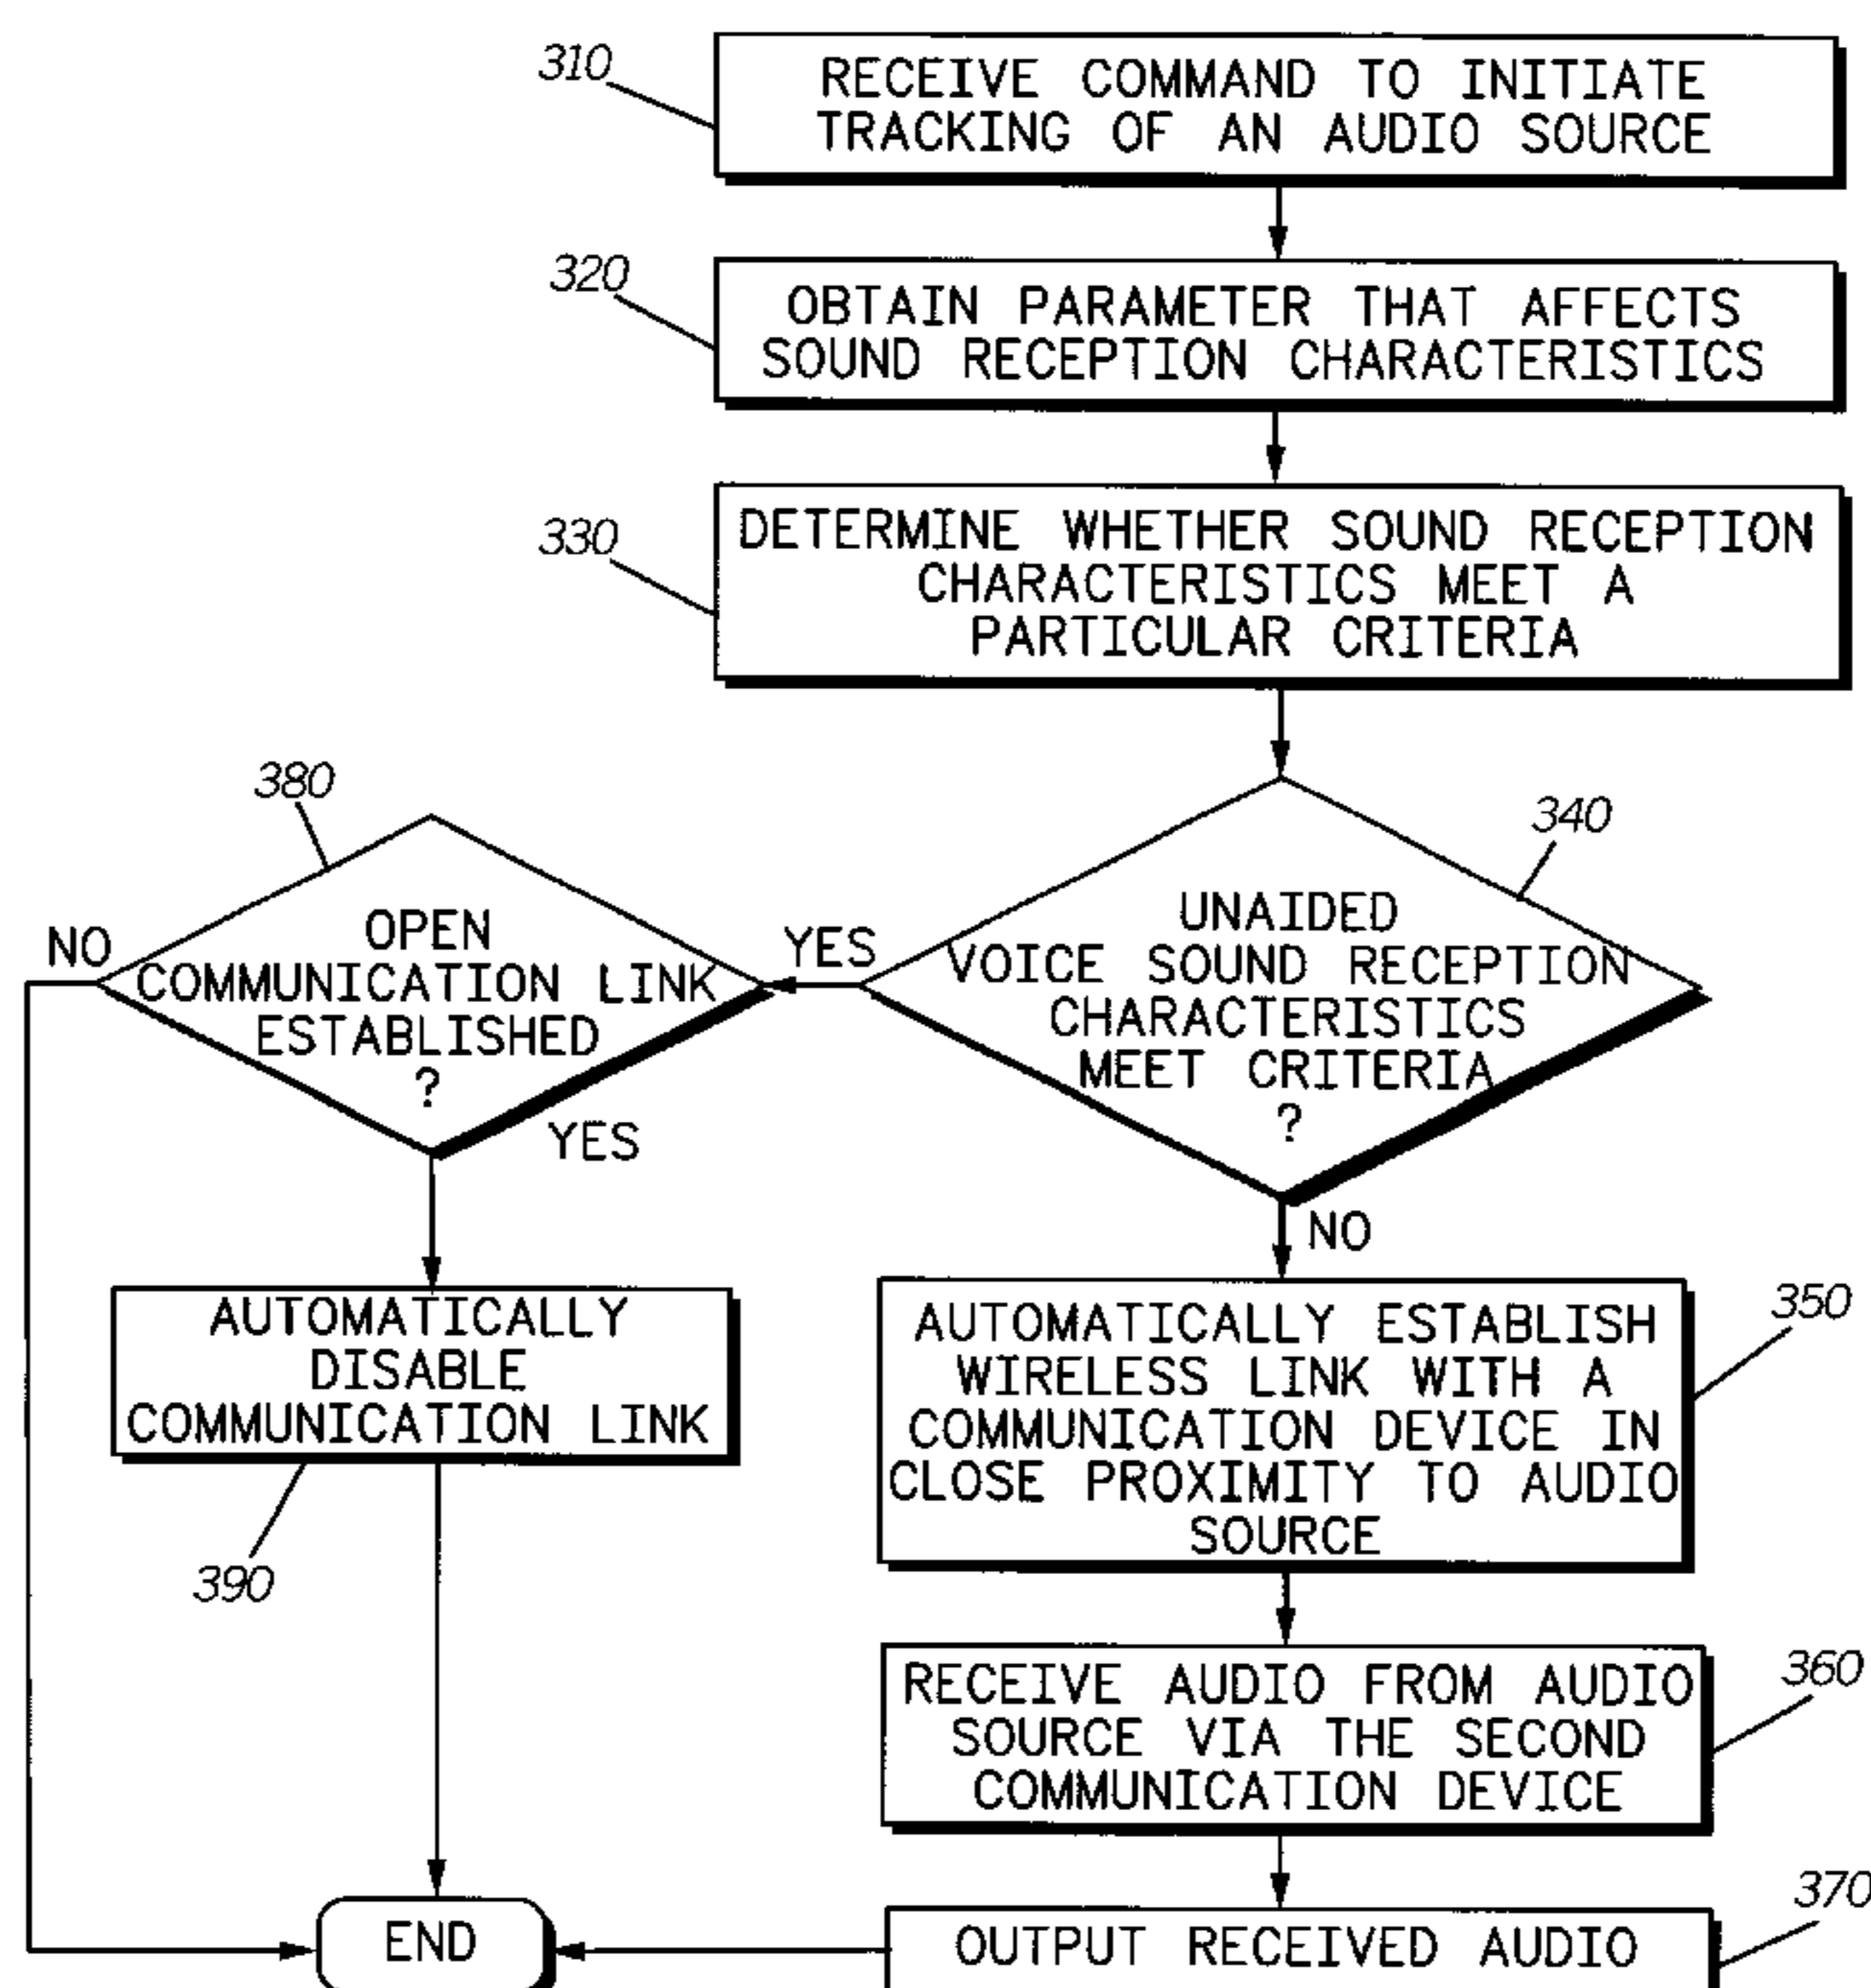 310
RECEIVE COMMAND TO INITIATE
TRACKING OF AN AUDIO SOURCE
320
OBTAIN PARAMETER THAT AFFECTS
SOUND RECEPTION CHARACTERISTICS
330
DETERMINE WHETHER SOUND RECEPTION
CHARACTERISTICS MEET A
PARTICULAR CRITERIA
340
UNAIDED
VOICE SOUND RECEPTION
CHARACTERISTICS
MEET CRITERIA
?
YES
NO
380
OPEN
COMMUNICATION LINK
ESTABLISHED
?
NO
YES
AUTOMATICALLY
DISABLE
COMMUNICATION LINK
390
350
AUTOMATICALLY ESTABLISH
WIRELESS LINK WITH A
COMMUNICATION DEVICE IN
CLOSE PROXIMITY TO AUDIO
SOURCE
360
RECEIVE AUDIO FROM AUDIO
SOURCE VIA THE SECOND
COMMUNICATION DEVICE
370
OUTPUT RECEIVED AUDIO
END